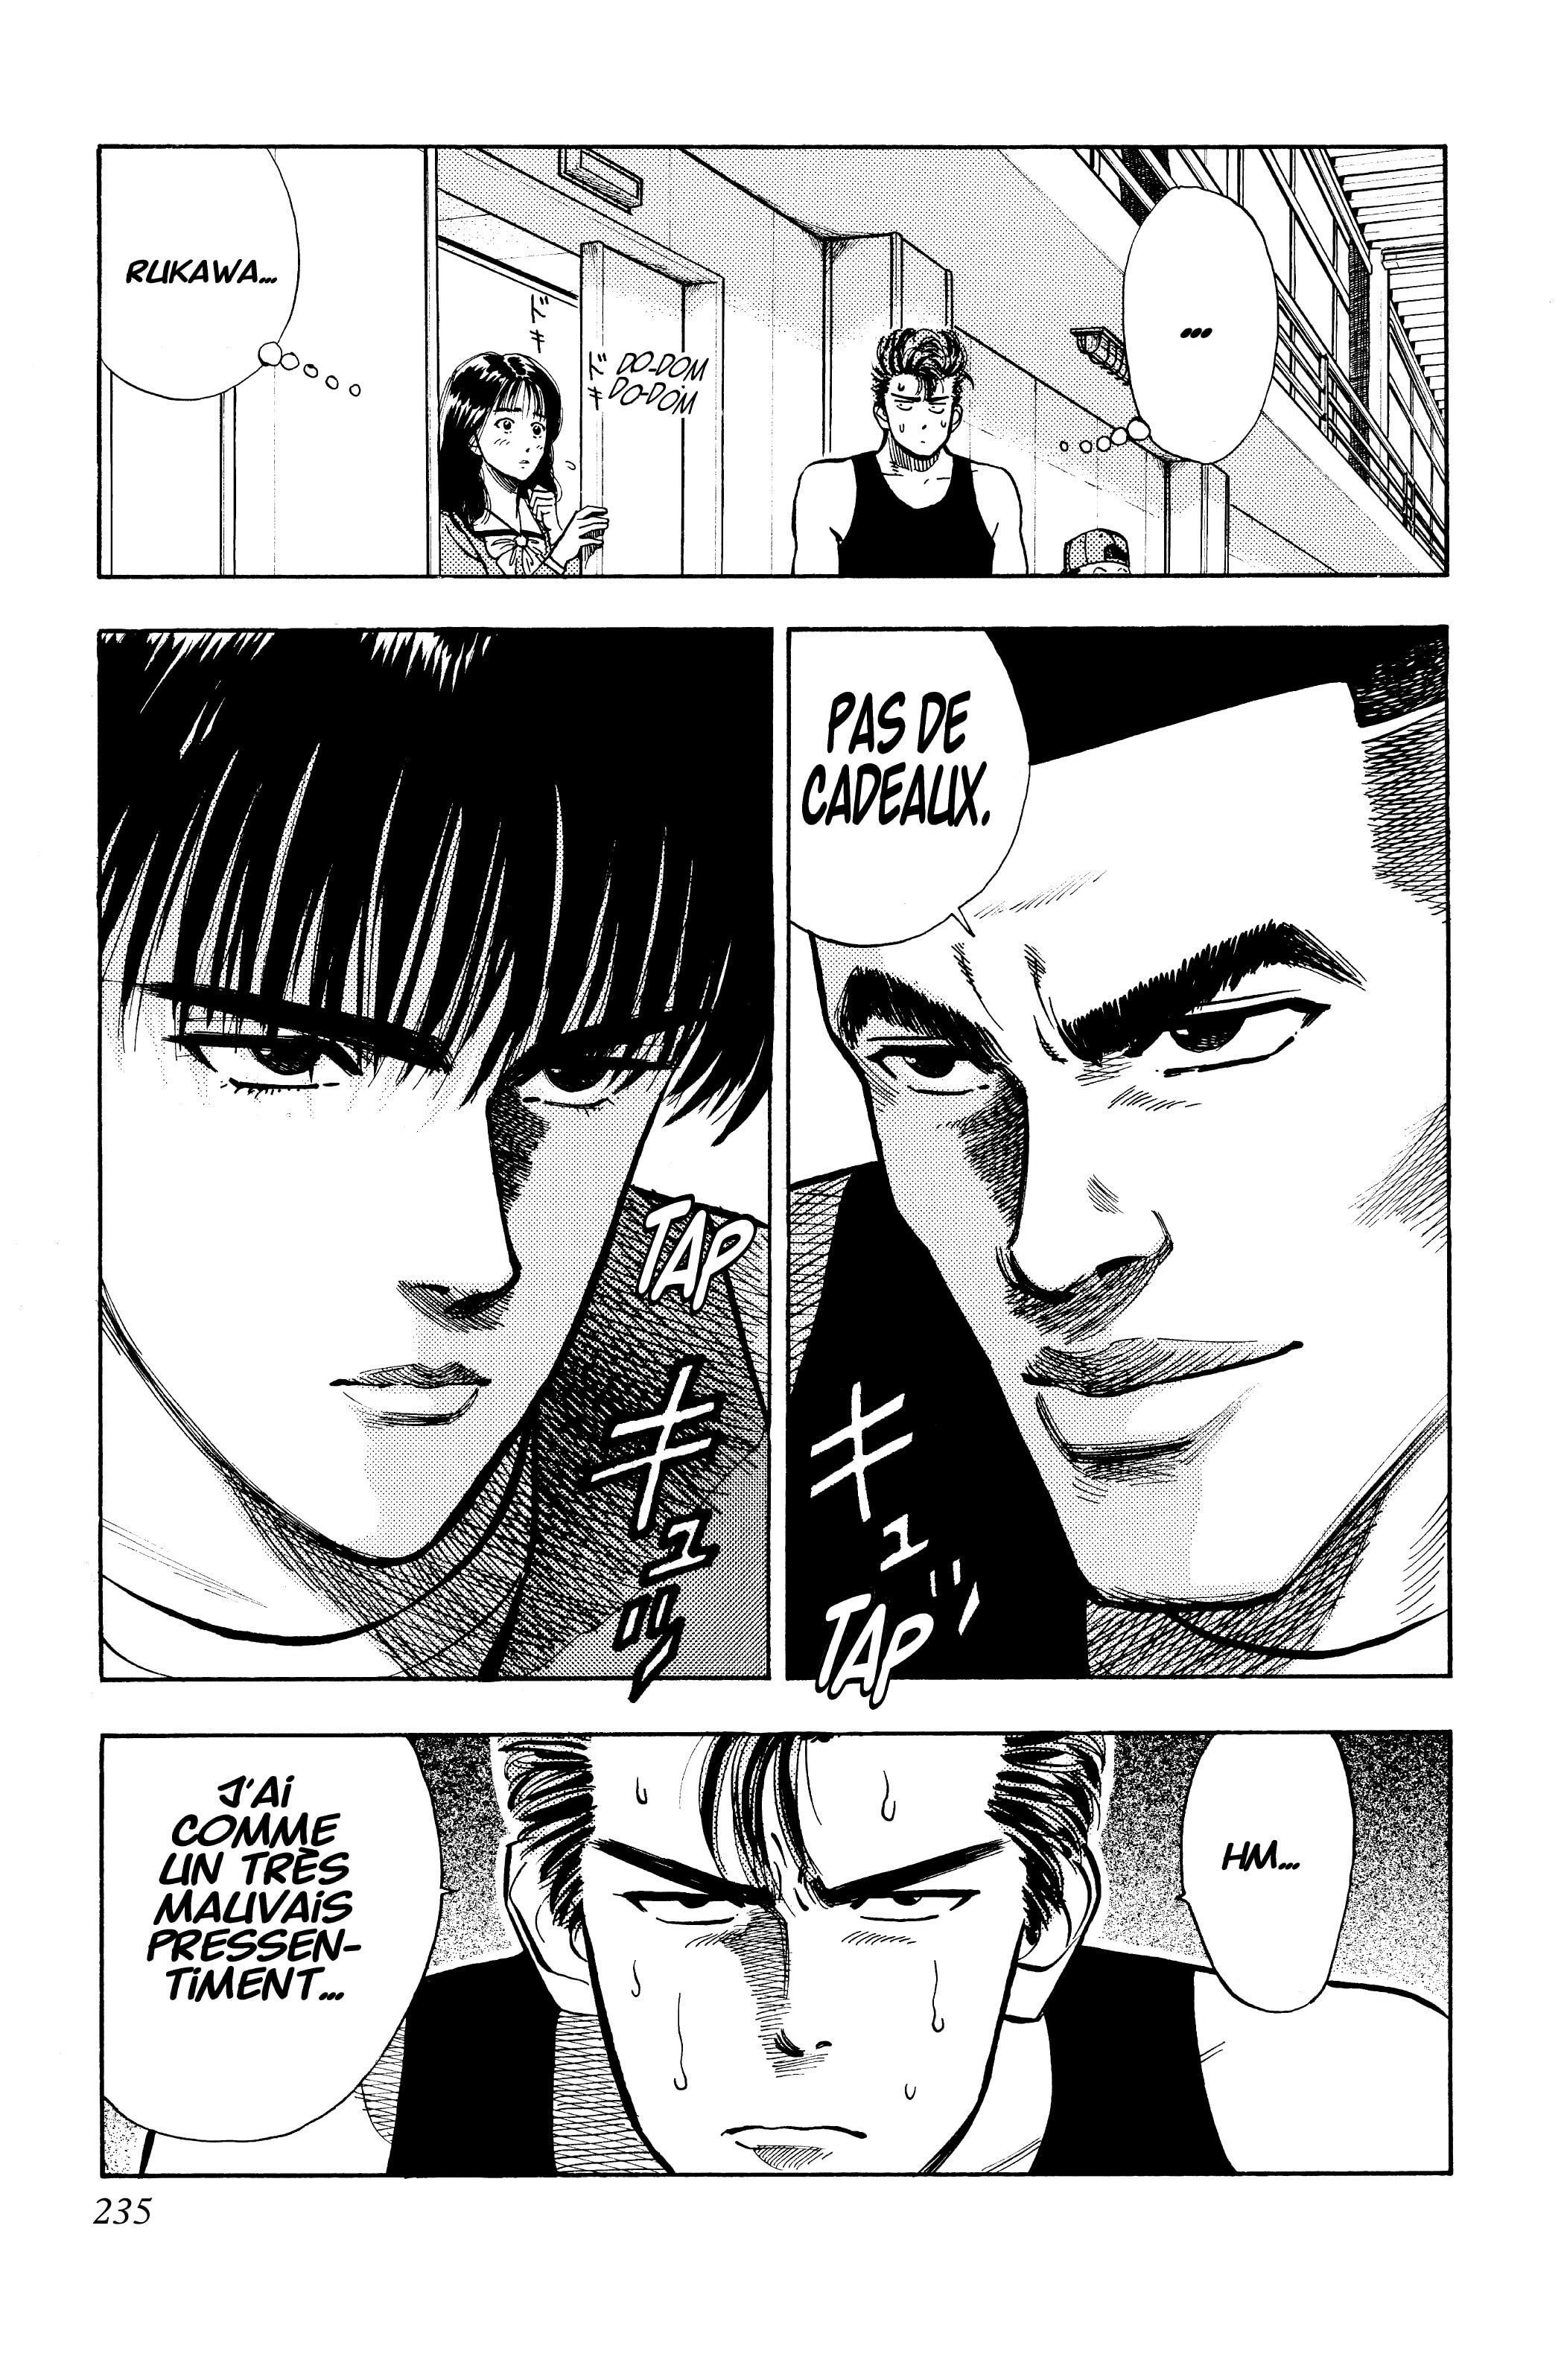 ...
ドキ
ドキ
DO-DOM
DO-DOM
RUKAWA...
PAS DE
CADEAUX.
キュッ
TAP
TAP
キュッ
HM...
J'AI
COMME
UN TRÈS
MAUVAIS
PRESSEN-
TIMENT...
235